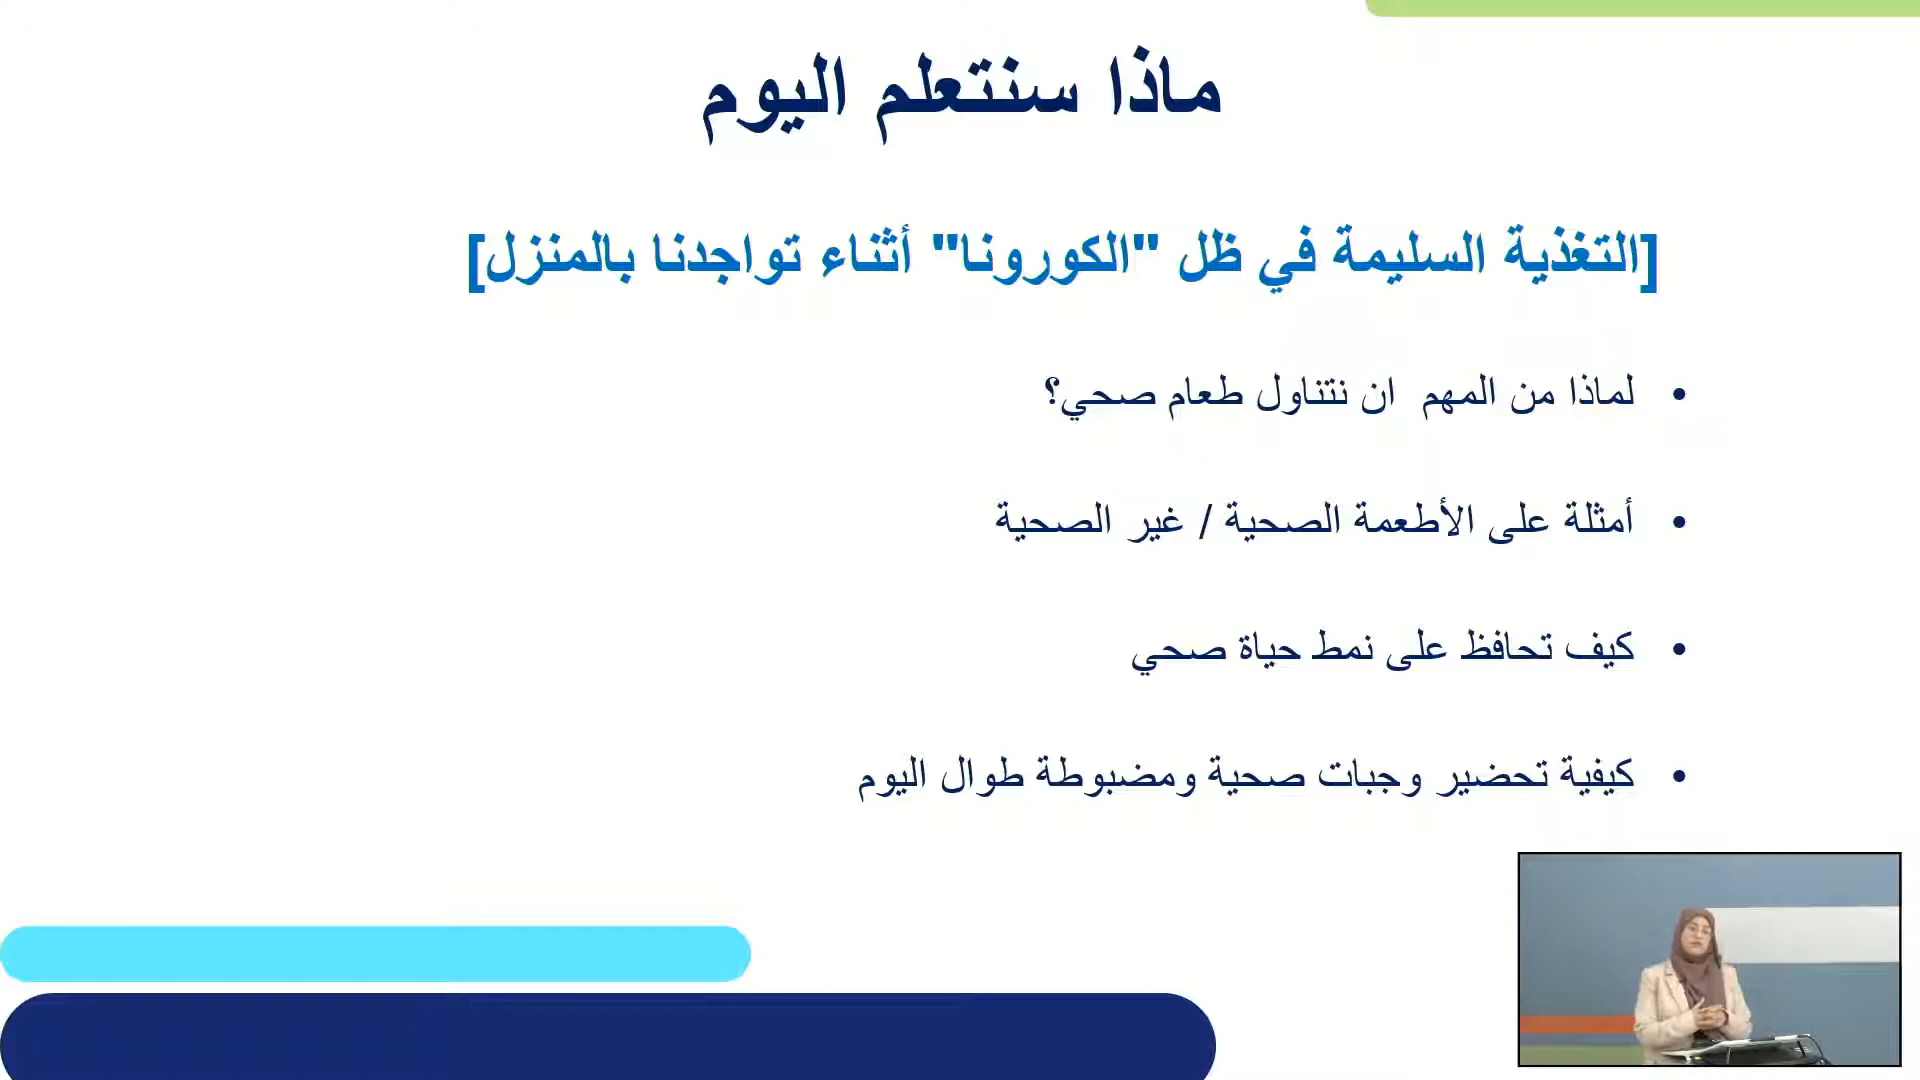 ماذا سنتعلم اليوم
[التغذية السليمة في ظل "الكورونا" أثناء تواجدنا بالمنزل]
• لماذا من المهم ان نتناول طعام صحي؟
• أمثلة على الأطعمة الصحية / غير الصحية
• كيف تحافظ على نمط حياة صحي
• كيفية تحضير وجبات صحية ومضبوطة طوال اليوم